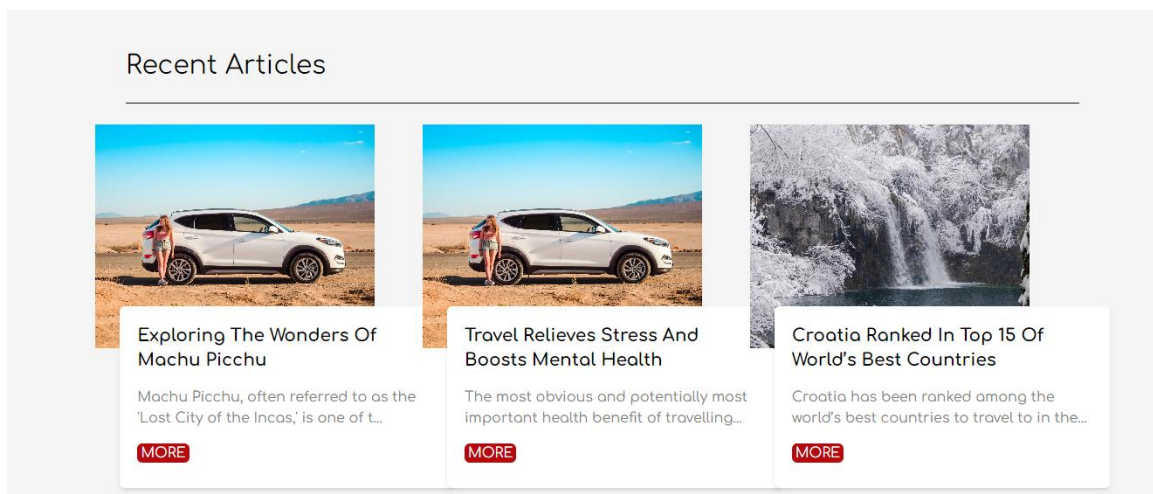 Recent Articles
Exploring The Wonders Of
Machu Picchu
Machu Picchu, often referred to as the
'Lost City of the Incas,' is one of t...
MORE
Travel Relieves Stress And
Boosts Mental Health
The most obvious and potentially most
important health benefit of travelling...
MORE
Croatia Ranked In Top 15 Of
World’s Best Countries
Croatia has been ranked among the
world’s best countries to travel to in the...
MORE